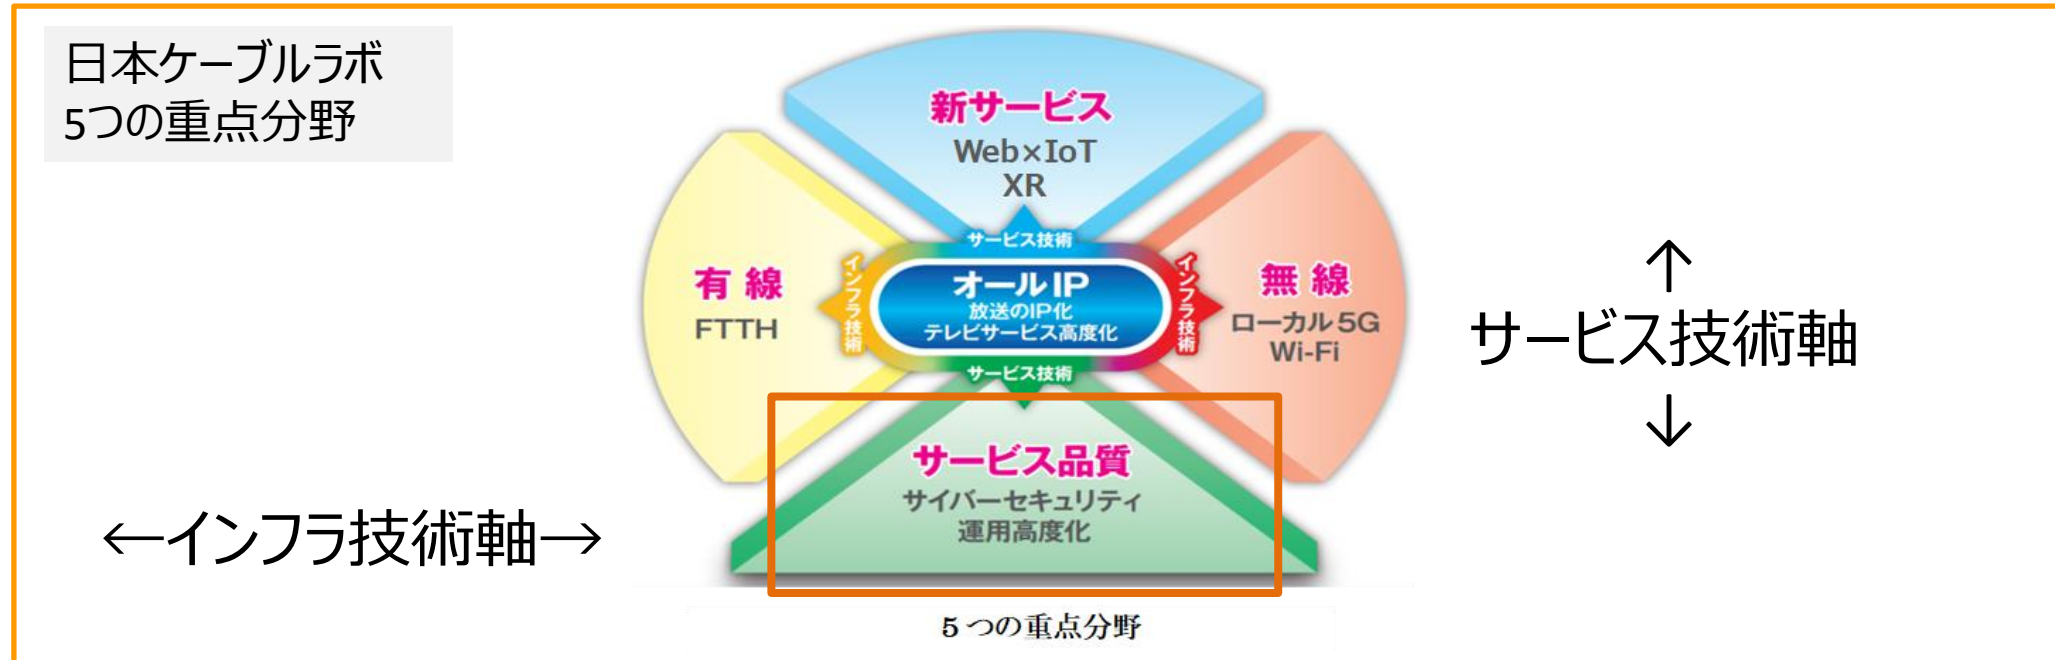 日本ケーブルラボ
5つの重点分野
新サービス
Web×IoT
XR
サービス技術
有線
FTTH
インフラ技術
オールIP
放送のIP化
テレビサービス高度化
インフラ技術
無線
ローカル5G
Wi-Fi
サービス技術
サービス品質
サイバーセキュリティ
運用高度化
↑
サービス技術軸
↓
←インフラ技術軸→
5つの重点分野